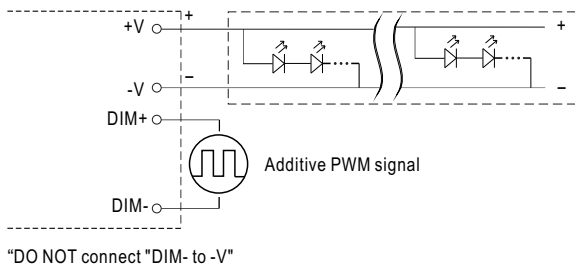 +V
+
+
-V
–
–
DIM+
Additive PWM signal
DIM-
“DO NOT connect "DIM- to -V"